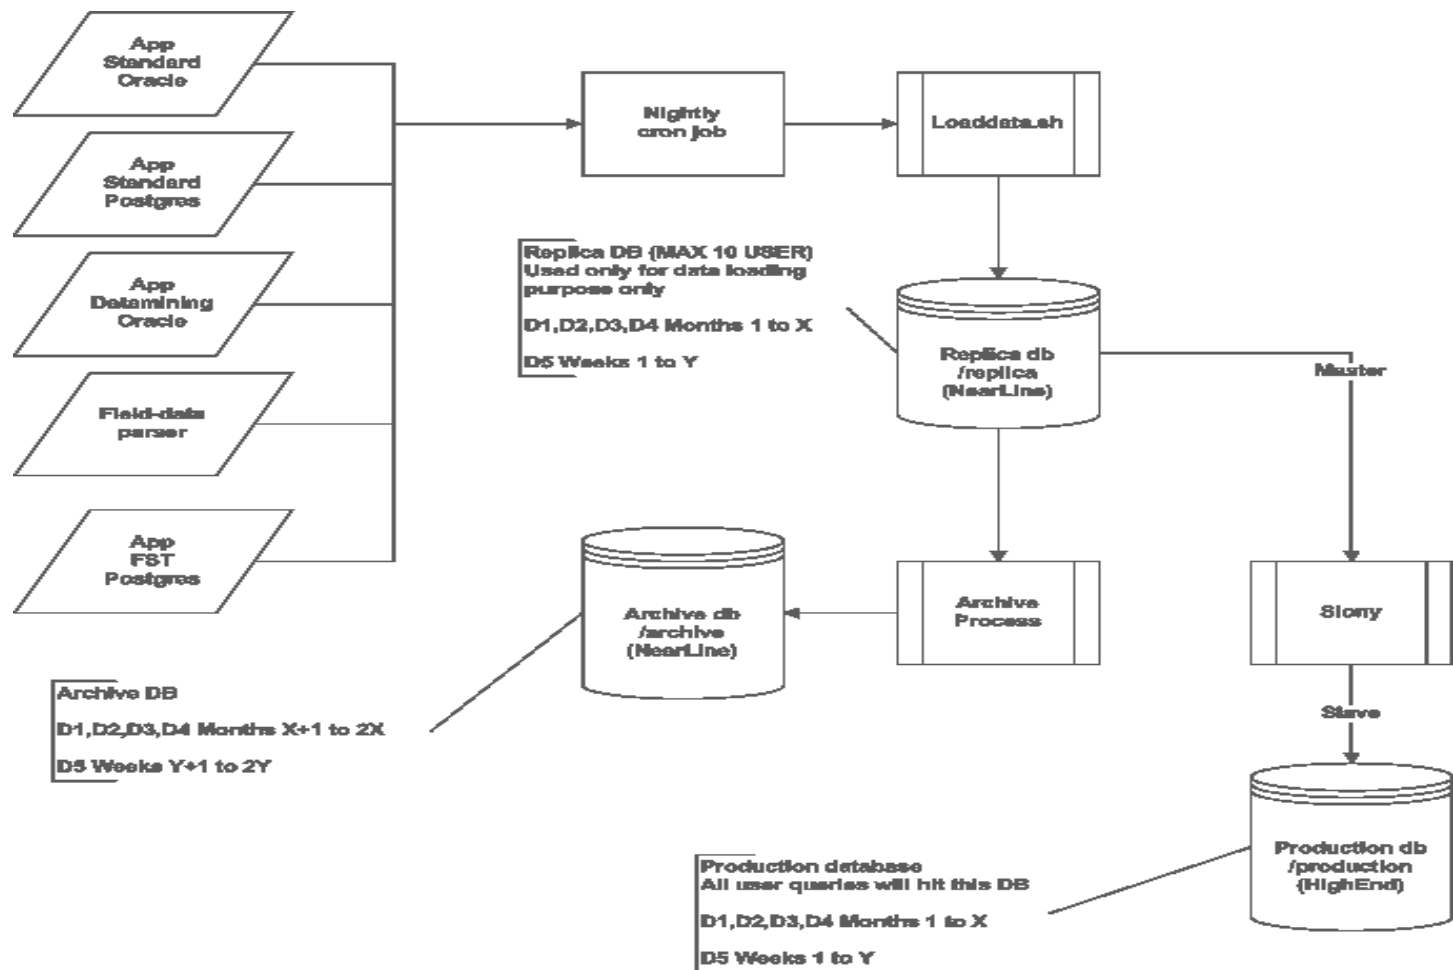 App
Standard
Oracle
App
Standard
Postgres
App
Datamining
Oracle
Field-data
parser
App
FST
Postgres
Nightly
cron job
Loaddata.sh
Replica DB (MAX 10 USER)
Used only for data loading
purpose only
D1,D2,D3,D4 Months 1 to X
D5 Weeks 1 to Y
Replica db
/replica
(NearLine)
Master
Archive db
/archive
(NearLine)
Archive
Process
Slony
Slave
Archive DB
D1,D2,D3,D4 Months X+1 to 2X
D5 Weeks Y+1 to 2Y
Production database
All user queries will hit this DB
D1,D2,D3,D4 Months 1 to X
D5 Weeks 1 to Y
Production db
/production
(HighEnd)